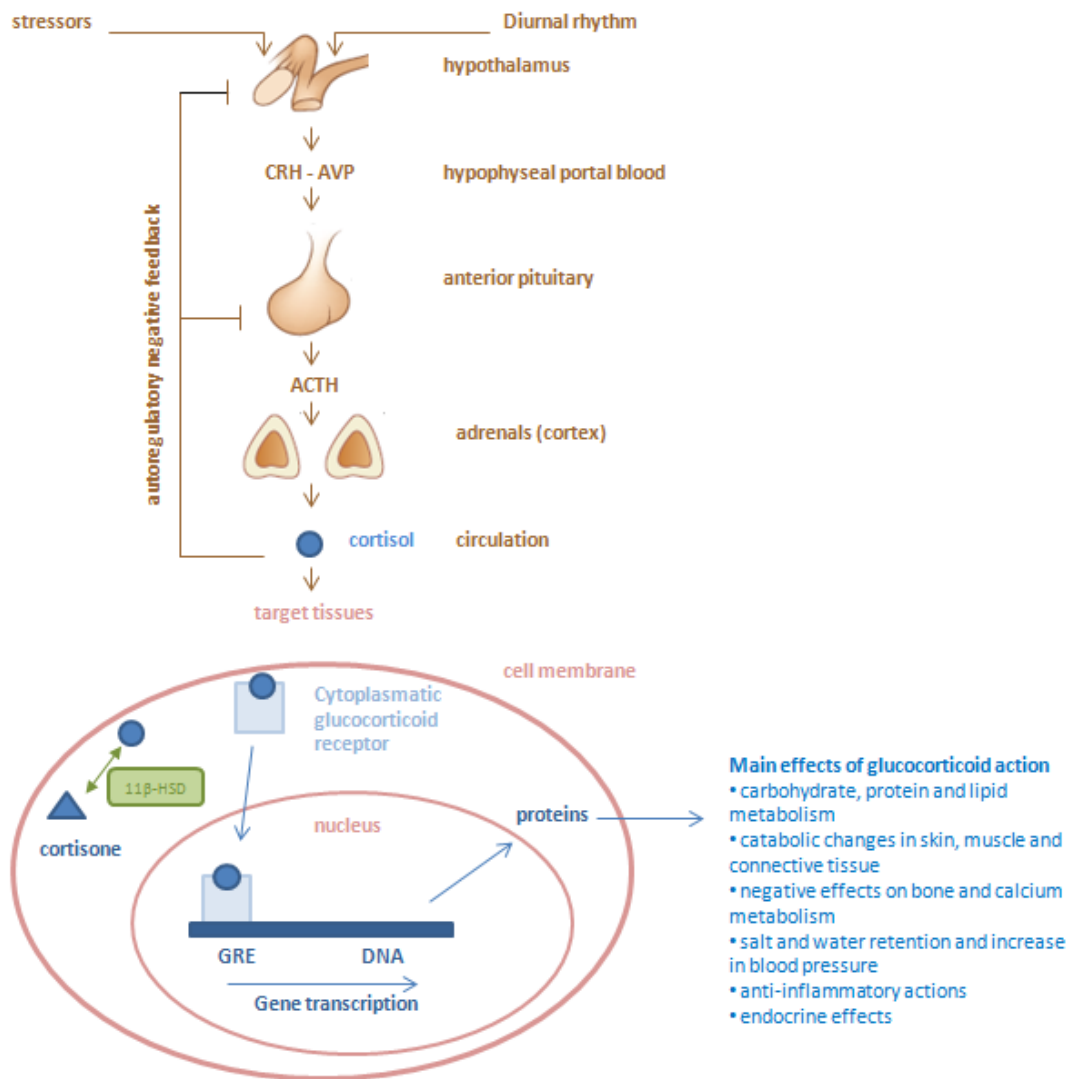 stressors
Diurnal rhythm
hypothalamus
CRH - AVP
hypophyseal portal blood
autoregulatory negative feedback
anterior pituitary
ACTH
adrenals (cortex)
cortisol
circulation
target tissues
cell membrane
Cytoplasmatic
glucocorticoid
receptor
11β-HSD
cortisone
nucleus
proteins
GRE
DNA
Gene transcription
Main effects of glucocorticoid action
• carbohydrate, protein and lipid
metabolism
• catabolic changes in skin, muscle and
connective tissue
• negative effects on bone and calcium
metabolism
• salt and water retention and increase
in blood pressure
• anti-inflammatory actions
• endocrine effects